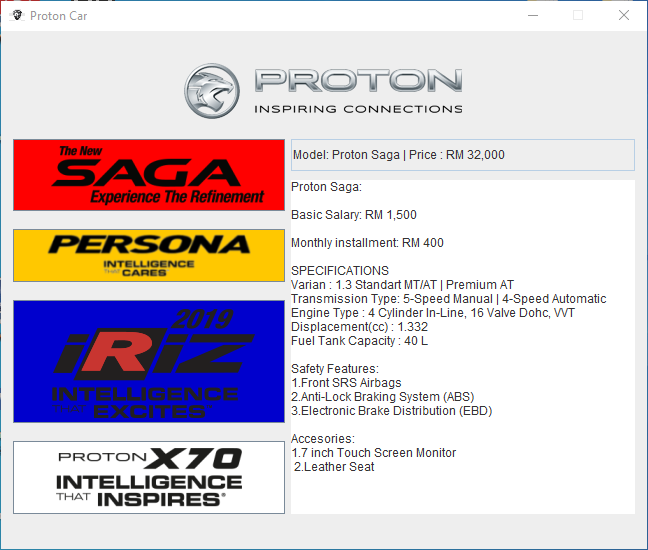 Proton Car
PROTON
INSPIRING CONNECTIONS
The New
SAGA
Experience The Refinement
PERSONA
INTELLIGENCE
THAT CARES
2019
iRiZ
INTELLIGENCE
THAT EXCITES
PROTON X70
INTELLIGENCE
THAT INSPIRES
Model: Proton Saga | Price : RM 32,000
Proton Saga:
Basic Salary: RM 1,500
Monthly installment: RM 400
SPECIFICATIONS
Varian : 1.3 Standart MT/AT | Premium AT
Transmission Type: 5-Speed Manual | 4-Speed Automatic
Engine Type : 4 Cylinder In-Line, 16 Valve Dohc, VVT
Displacement(cc) : 1.332
Fuel Tank Capacity : 40 L
Safety Features:
1.Front SRS Airbags
2.Anti-Lock Braking System (ABS)
3.Electronic Brake Distribution (EBD)
Accesories:
1.7 inch Touch Screen Monitor
2.Leather Seat